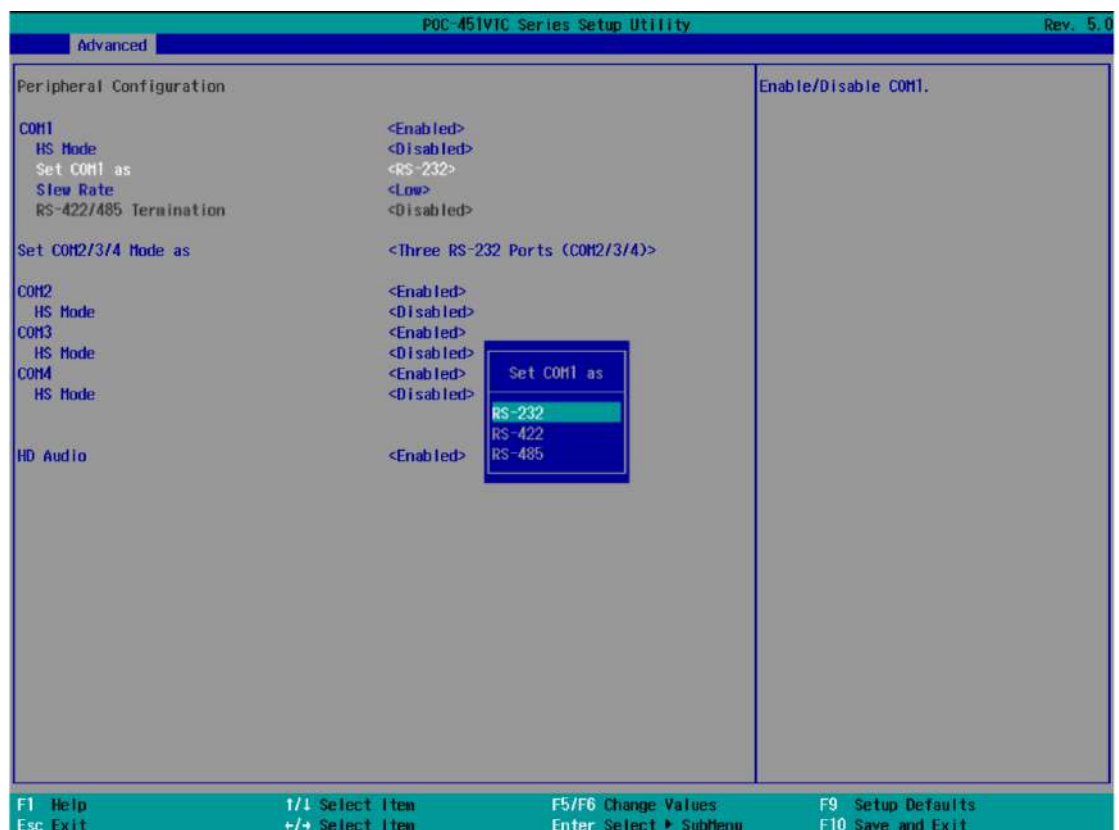 POC-451VTC Series Setup Utility Rev. 5.0
Advanced
Peripheral Configuration
Enable/Disable COM1.
COM1 <Enabled>
HS Mode <Disabled>
Set COM1 as <RS-232>
Slew Rate <Low>
RS-422/485 Termination <Disabled>
Set COM2/3/4 Mode as <Three RS-232 Ports (COM2/3/4)>
COM2 <Enabled>
HS Mode <Disabled>
COM3 <Enabled>
HS Mode <Disabled>
COM4 <Enabled>
HS Mode <Disabled>
HD Audio <Enabled>
Set COM1 as
RS-232
RS-422
RS-485
F1 Help ↑/↓ Select Item F5/F6 Change Values F9 Setup Defaults
Esc Exit ←/→ Select Item Enter Select ▶ SubMenu F10 Save and Exit